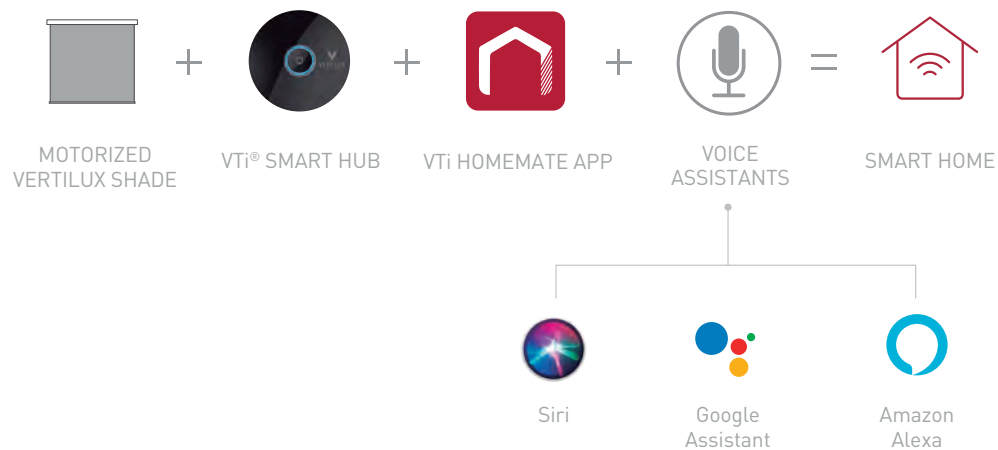 MOTORIZED
VERTILUX SHADE
VTi® SMART HUB
VTi HOMEMATE APP
VOICE
ASSISTANTS
SMART HOME
Siri
Google
Assistant
Amazon
Alexa